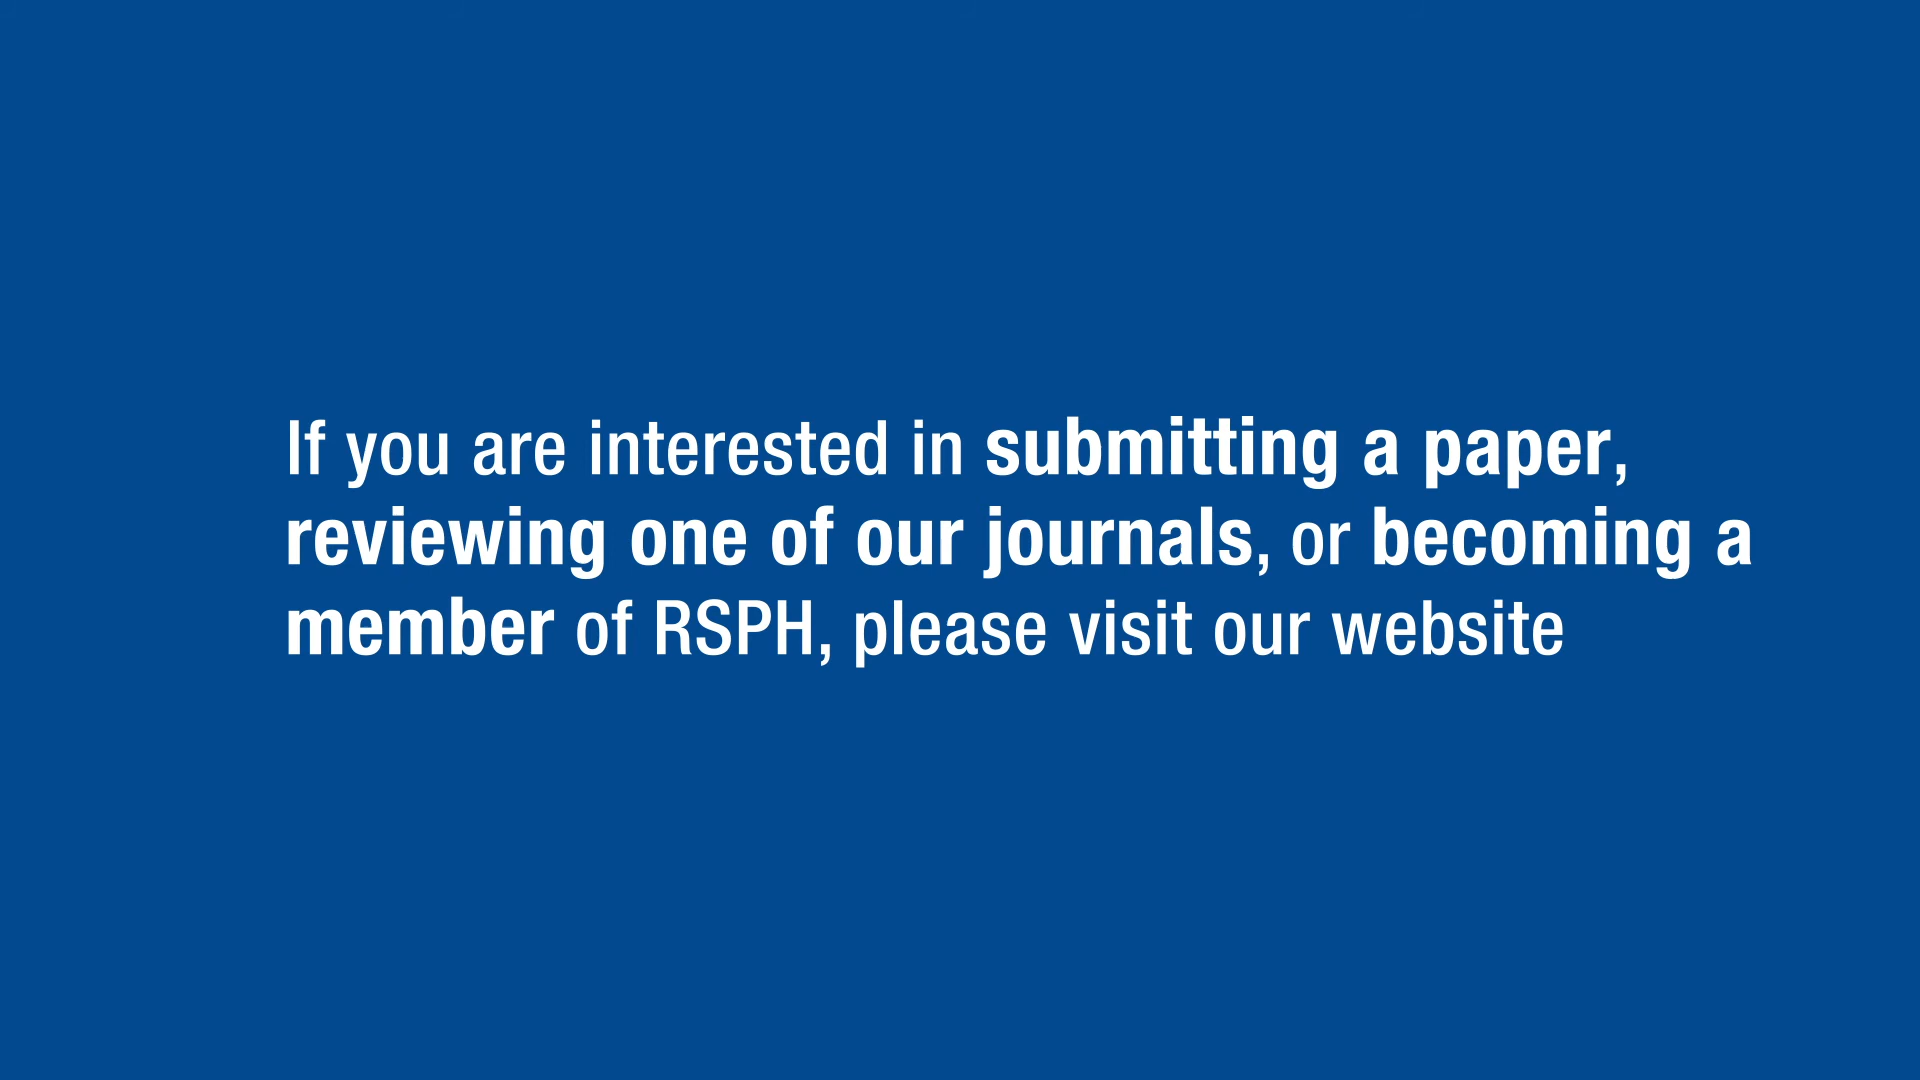 If you are interested in submitting a paper,
reviewing one of our journals, or becoming a
member of RSPH, please visit our website